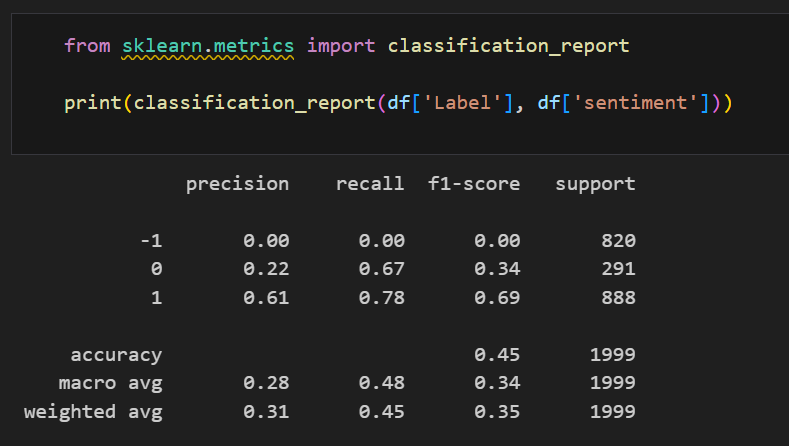 from sklearn.metrics import classification_report
print(classification_report(df['Label'], df['sentiment']))
precision recall f1-score support
-1 0.00 0.00 0.00 820
0 0.22 0.67 0.34 291
1 0.61 0.78 0.69 888
accuracy 0.45 1999
macro avg 0.28 0.48 0.34 1999
weighted avg 0.31 0.45 0.35 1999